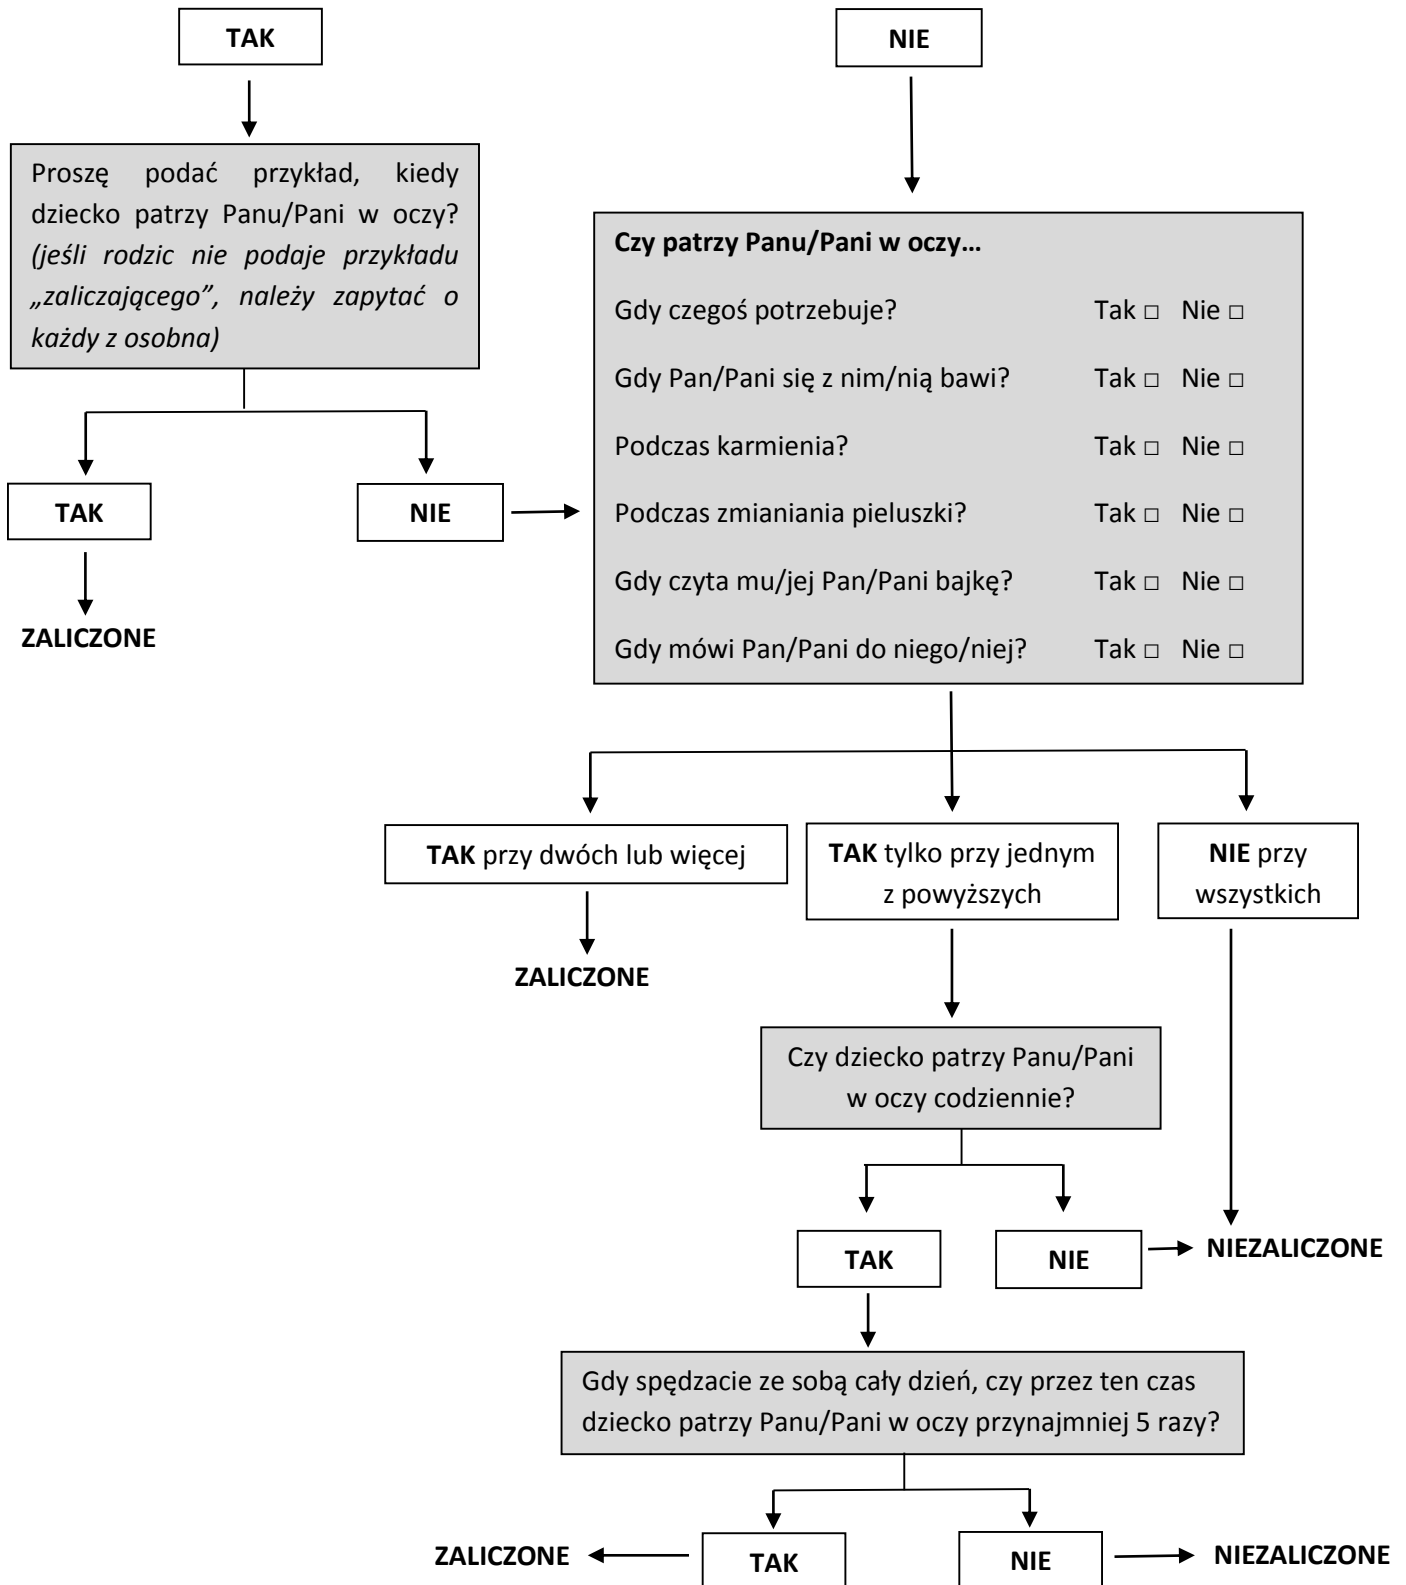 TAK
NIE
Proszę podać przykład, kiedy
dziecko patrzy Panu/Pani w oczy?
(jeśli rodzic nie podaje przykładu
„zaliczającego”, należy zapytać o
każdy z osobna)
TAK
NIE
ZALICZONE
Czy patrzy Panu/Pani w oczy...
Gdy czegoś potrzebuje? Tak □ Nie □
Gdy Pan/Pani się z nim/nią bawi? Tak □ Nie □
Podczas karmienia? Tak □ Nie □
Podczas zmianiania pieluszki? Tak □ Nie □
Gdy czyta mu/jej Pan/Pani bajkę? Tak □ Nie □
Gdy mówi Pan/Pani do niego/niej? Tak □ Nie □
TAK przy dwóch lub więcej
ZALICZONE
TAK tylko przy jednym
z powyższych
NIE przy
wszystkich
Czy dziecko patrzy Panu/Pani
w oczy codziennie?
TAK
NIE
NIEZALICZONE
Gdy spędzacie ze sobą cały dzień, czy przez ten czas
dziecko patrzy Panu/Pani w oczy przynajmniej 5 razy?
ZALICZONE
TAK
NIE
NIEZALICZONE